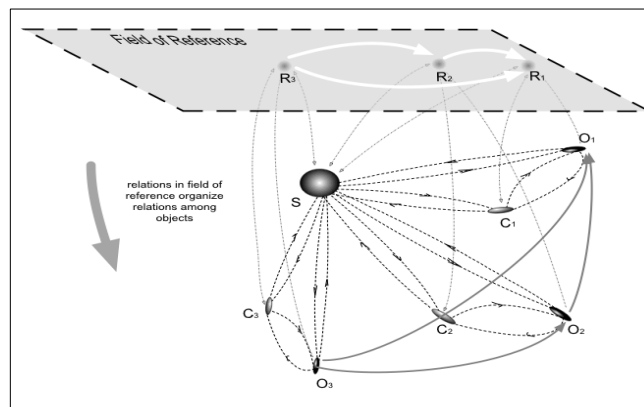 Field of Reference
R3
R2
R1
O1
S
C1
relations in field of
reference organize
relations among
objects
C3
C2
O2
O3